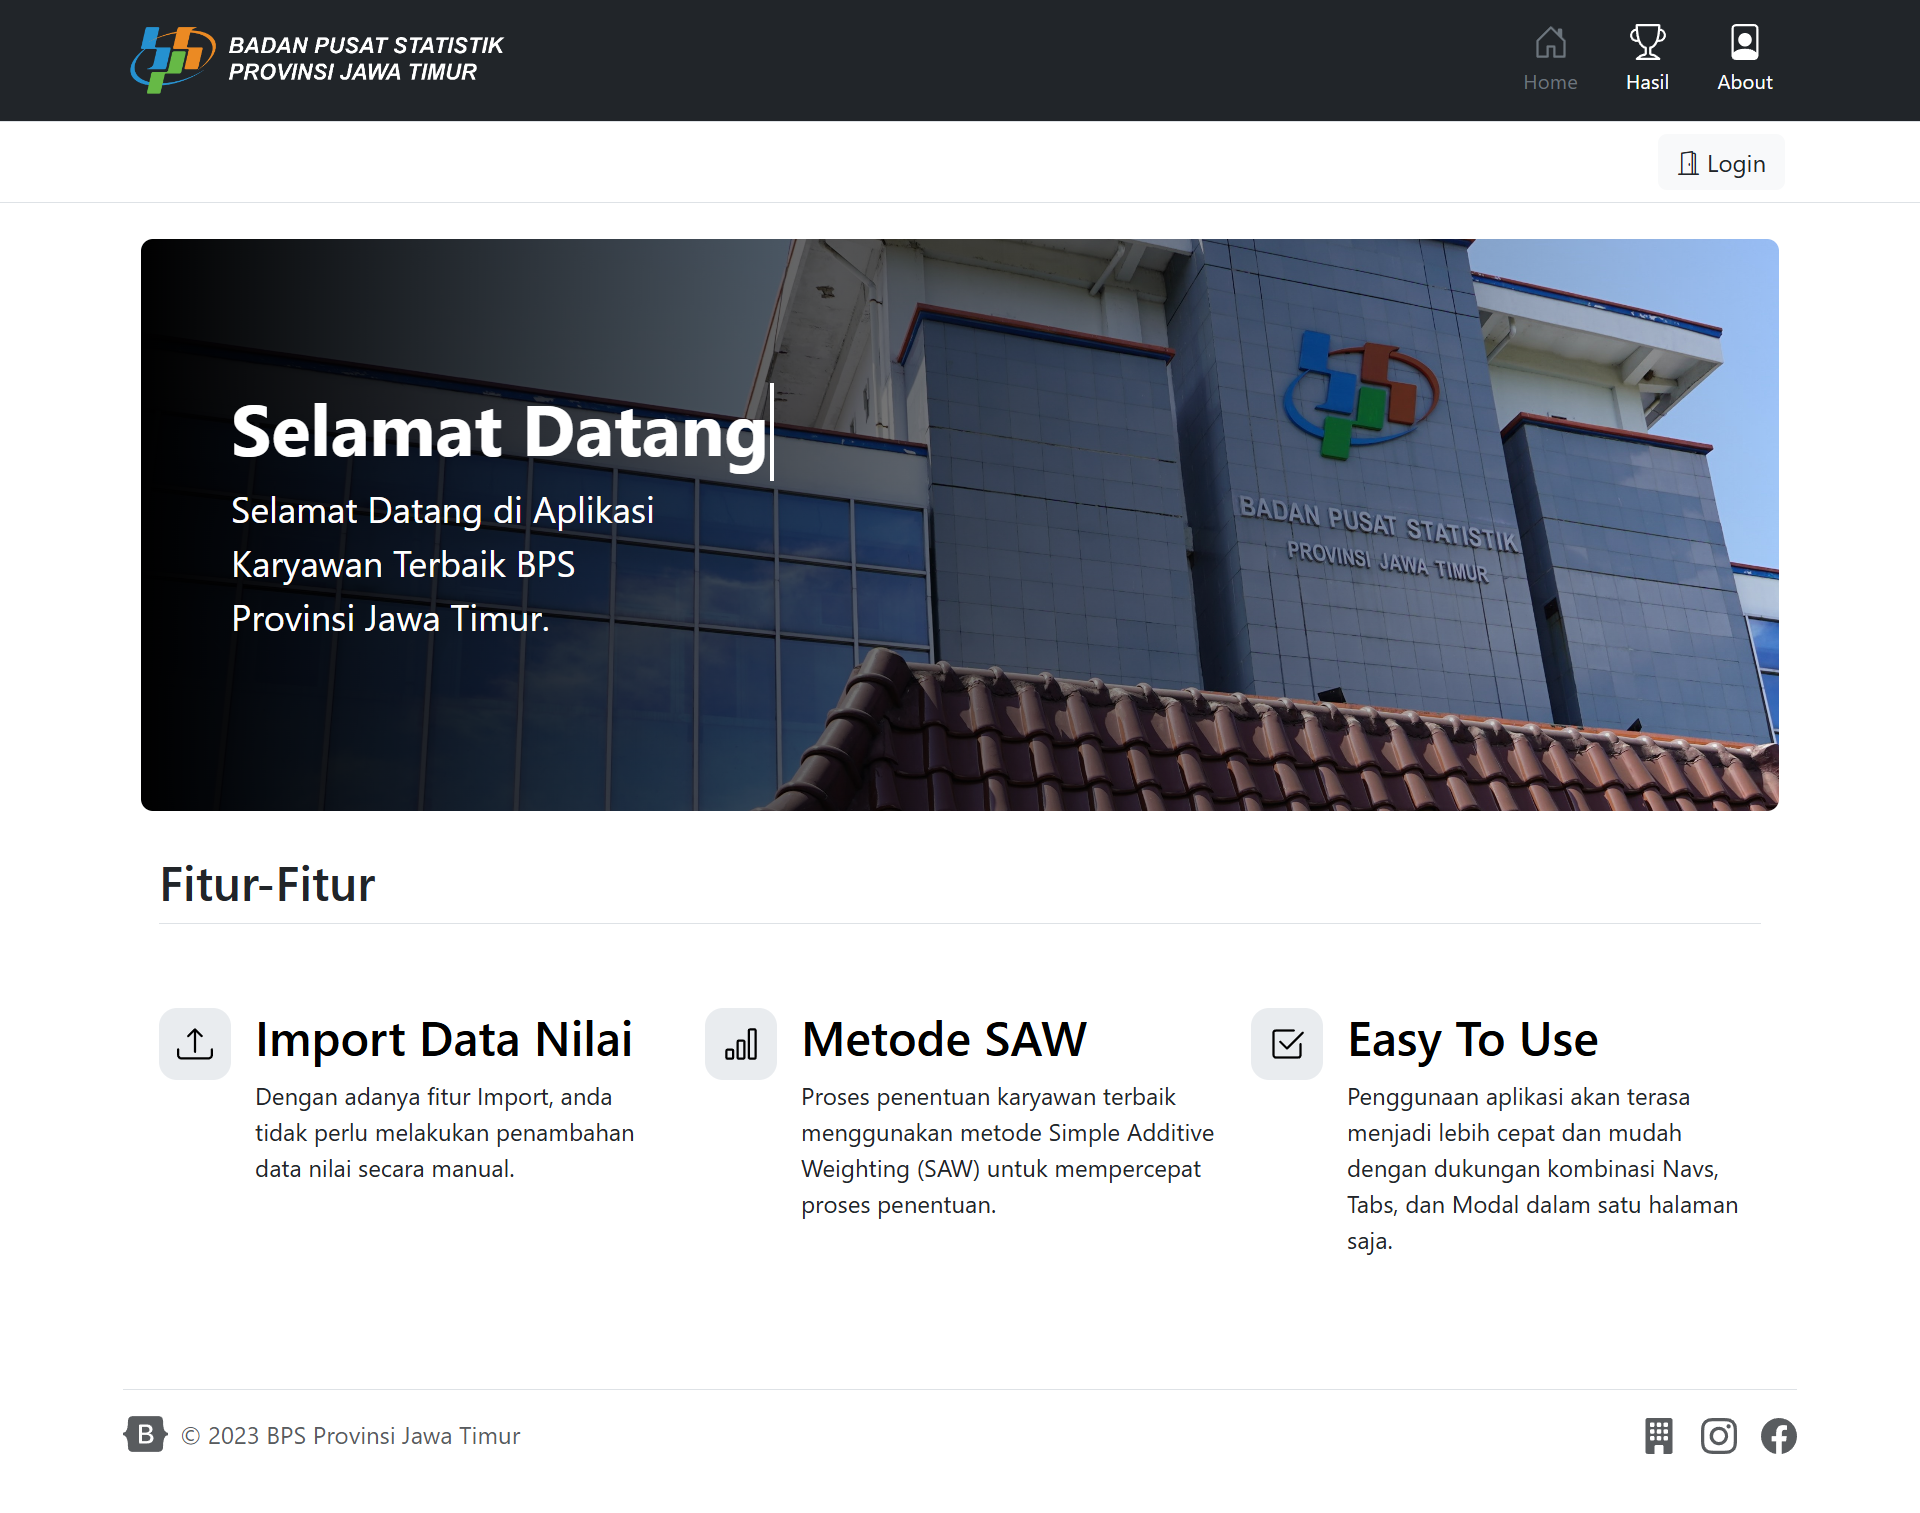 BADAN PUSAT STATISTIK
PROVINSI JAWA TIMUR
Home
Hasil
About
Login
Selamat Datang
Selamat Datang di Aplikasi
Karyawan Terbaik BPS
Provinsi Jawa Timur.
BADAN PUSAT STATISTIK
PROVINSI JAWA TIMUR
Fitur-Fitur
Import Data Nilai
Dengan adanya fitur Import, anda
tidak perlu melakukan penambahan
data nilai secara manual.
Metode SAW
Proses penentuan karyawan terbaik
menggunakan metode Simple Additive
Weighting (SAW) untuk mempercepat
proses penentuan.
Easy To Use
Penggunaan aplikasi akan terasa
menjadi lebih cepat dan mudah
dengan dukungan kombinasi Navs,
Tabs, dan Modal dalam satu halaman
saja.
B © 2023 BPS Provinsi Jawa Timur